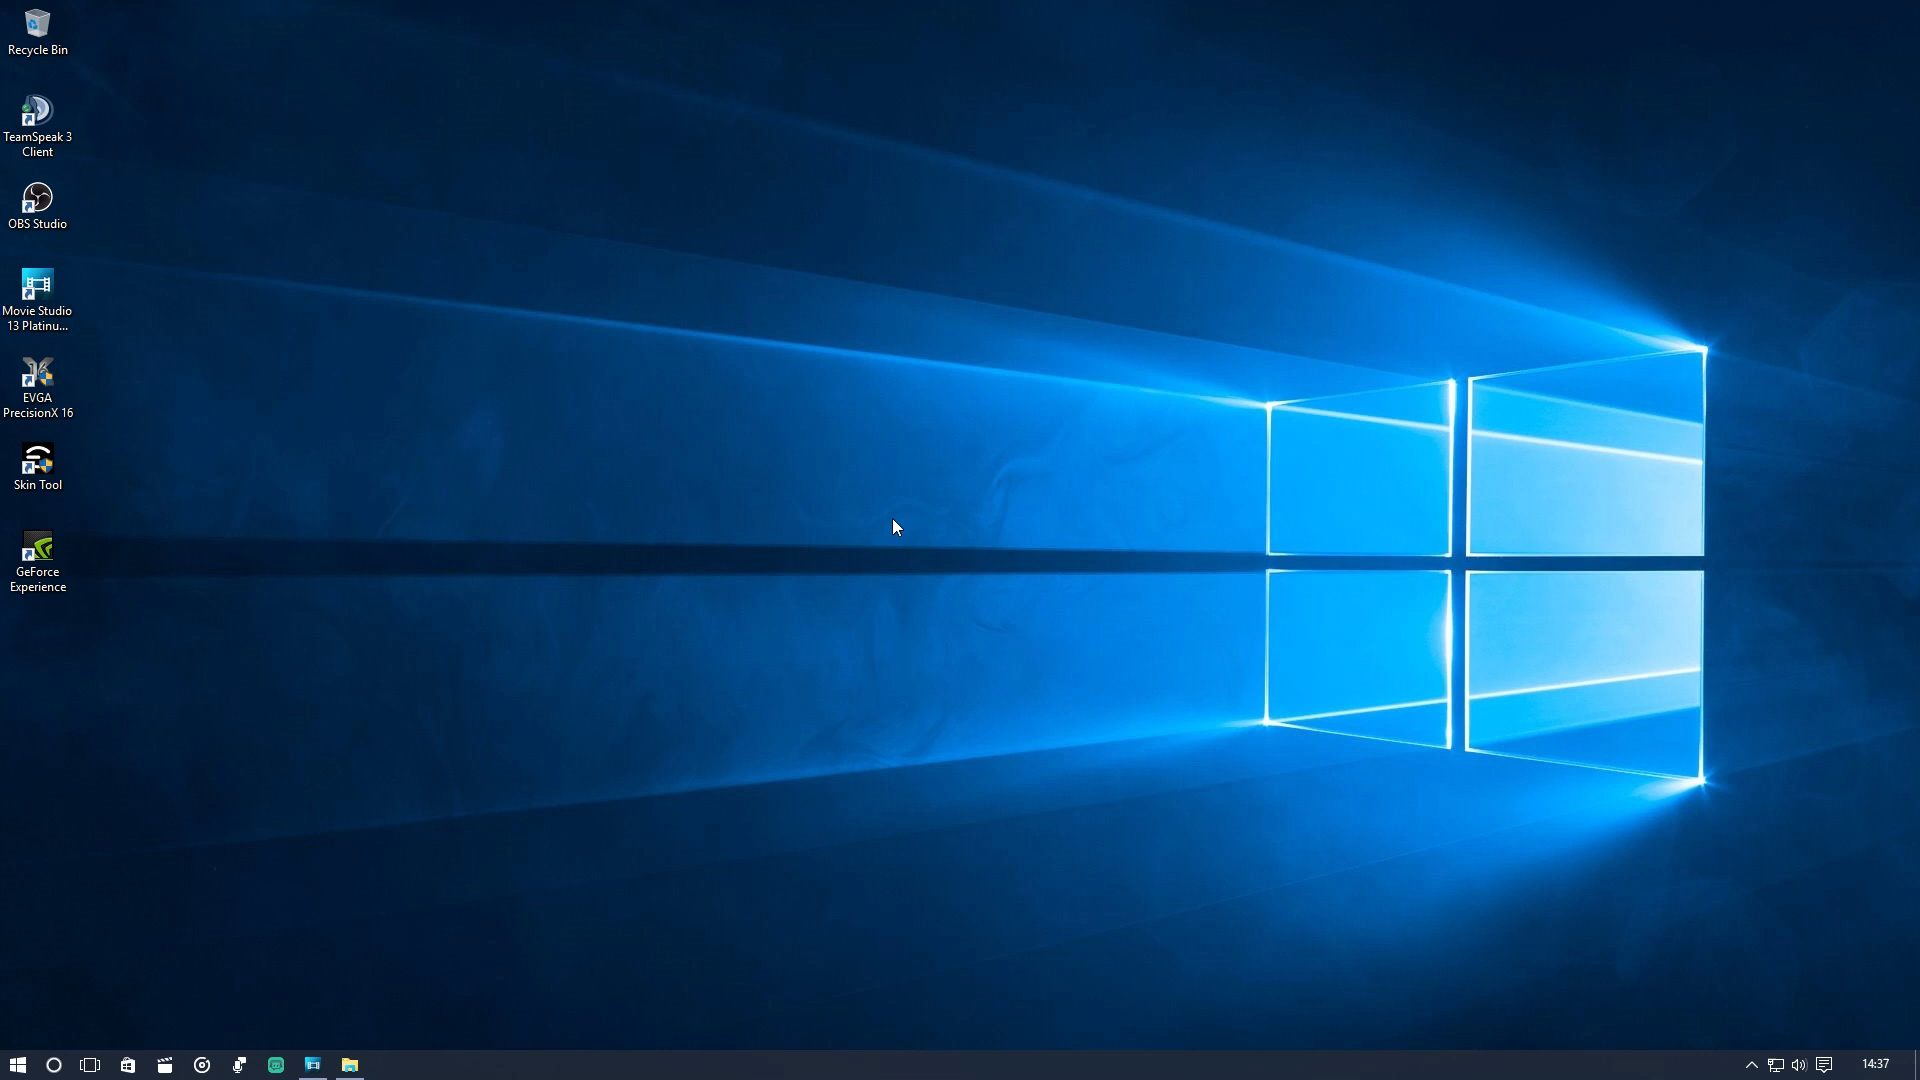 Recycle Bin
TeamSpeak 3
Client
OBS Studio
Movie Studio
13 Platinu...
EVGA
PrecisionX 16
Skin Tool
GeForce
Experience
14:37